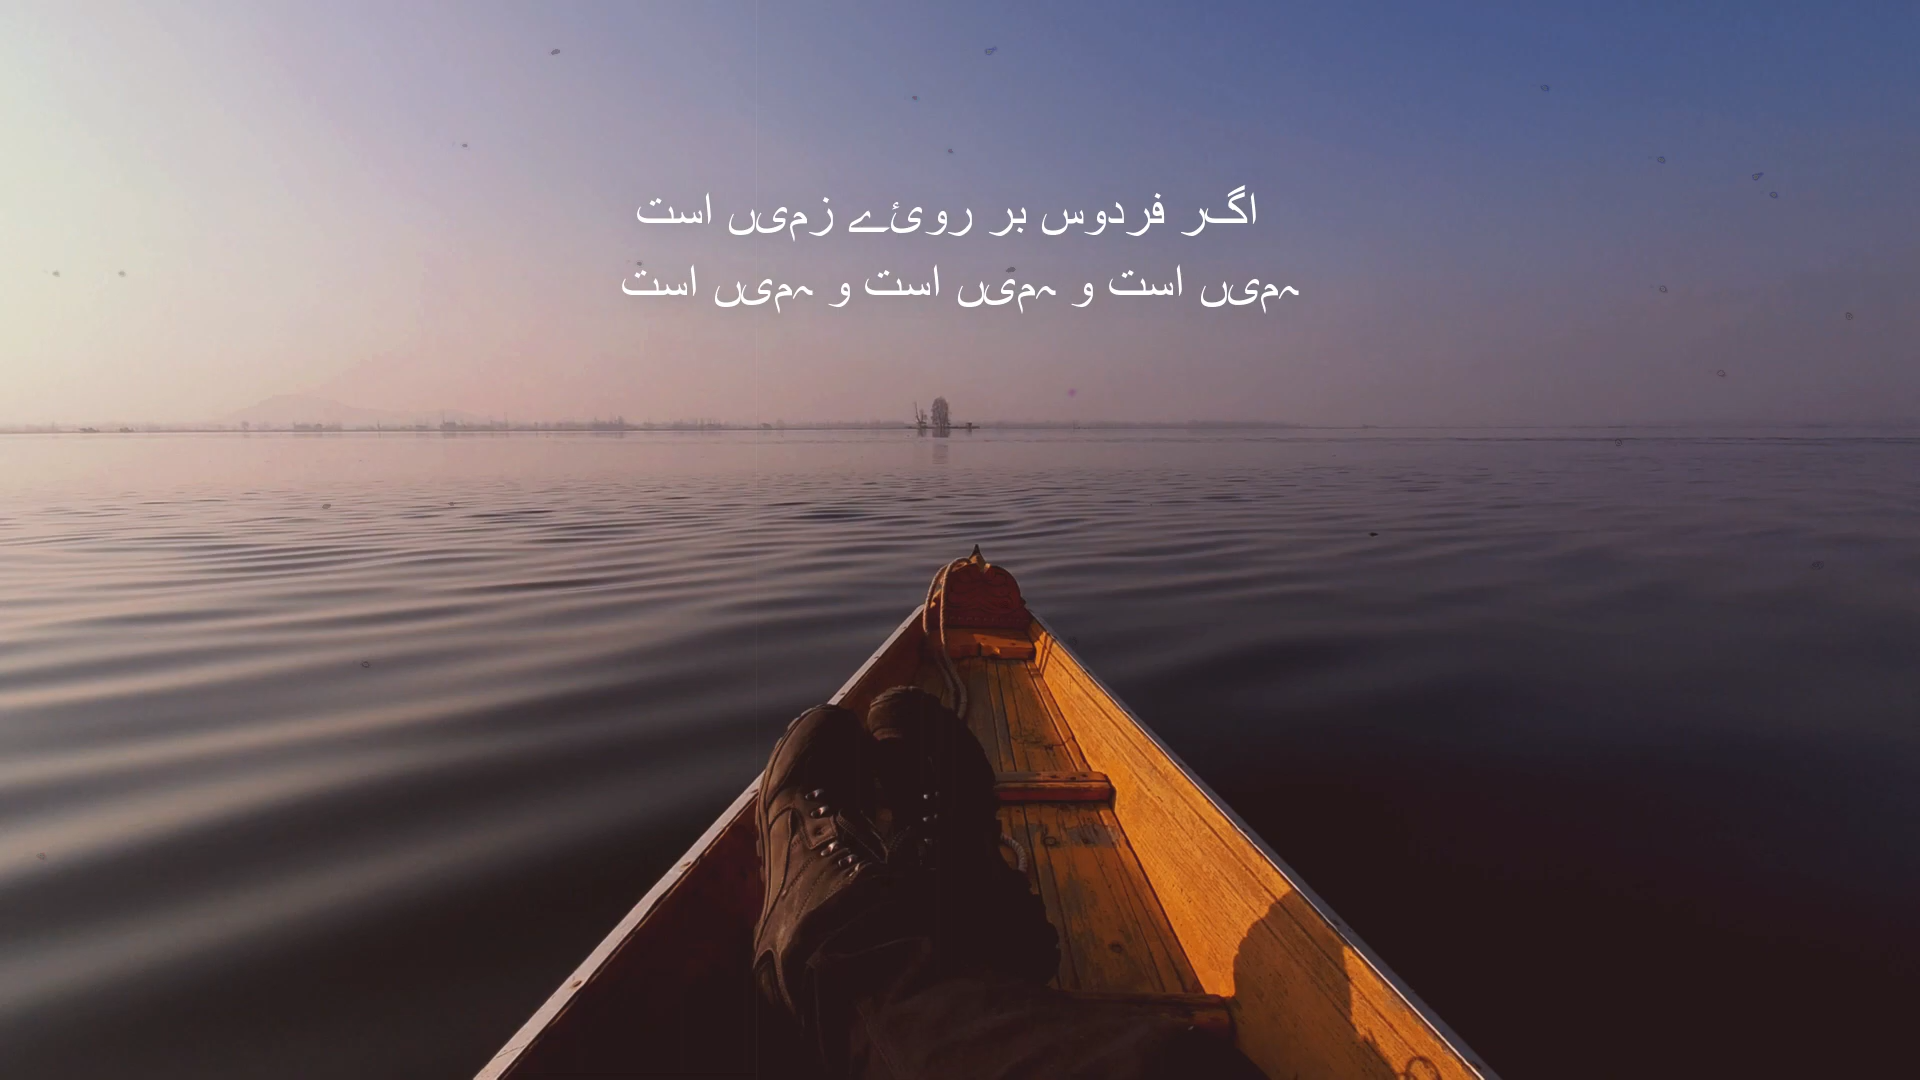 اگر فردوس بر روئے زمیں است
ہمیں است و ہمیں است و ہمیں است